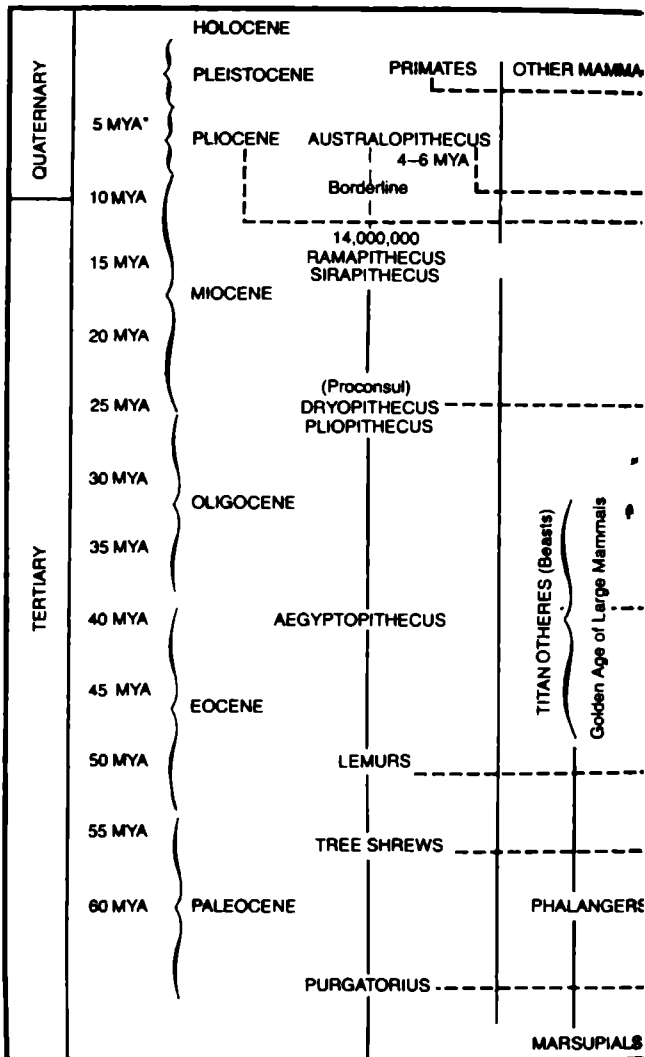 HOLOCENE
PLEISTOCENE
PRIMATES
OTHER MAMMA
QUATERNARY
5 MYA*
PLIOCENE
AUSTRALOPITHECUS
4–6 MYA
Borderline
10 MYA
14,000,000
RAMAPITHECUS
SIRAPITHECUS
15 MYA
MIOCENE
20 MYA
(Proconsul)
25 MYA
DRYOPITHECUS
PLIOPITHECUS
30 MYA
OLIGOCENE
35 MYA
TERTIARY
TITANOTHERES (Beasts)
Golden Age of Large Mammals
40 MYA
AEGYPTOPITHECUS
45 MYA
EOCENE
50 MYA
LEMURS
55 MYA
TREE SHREWS
60 MYA
PALEOCENE
PHALANGERS
PURGATORIUS
MARSUPIALS